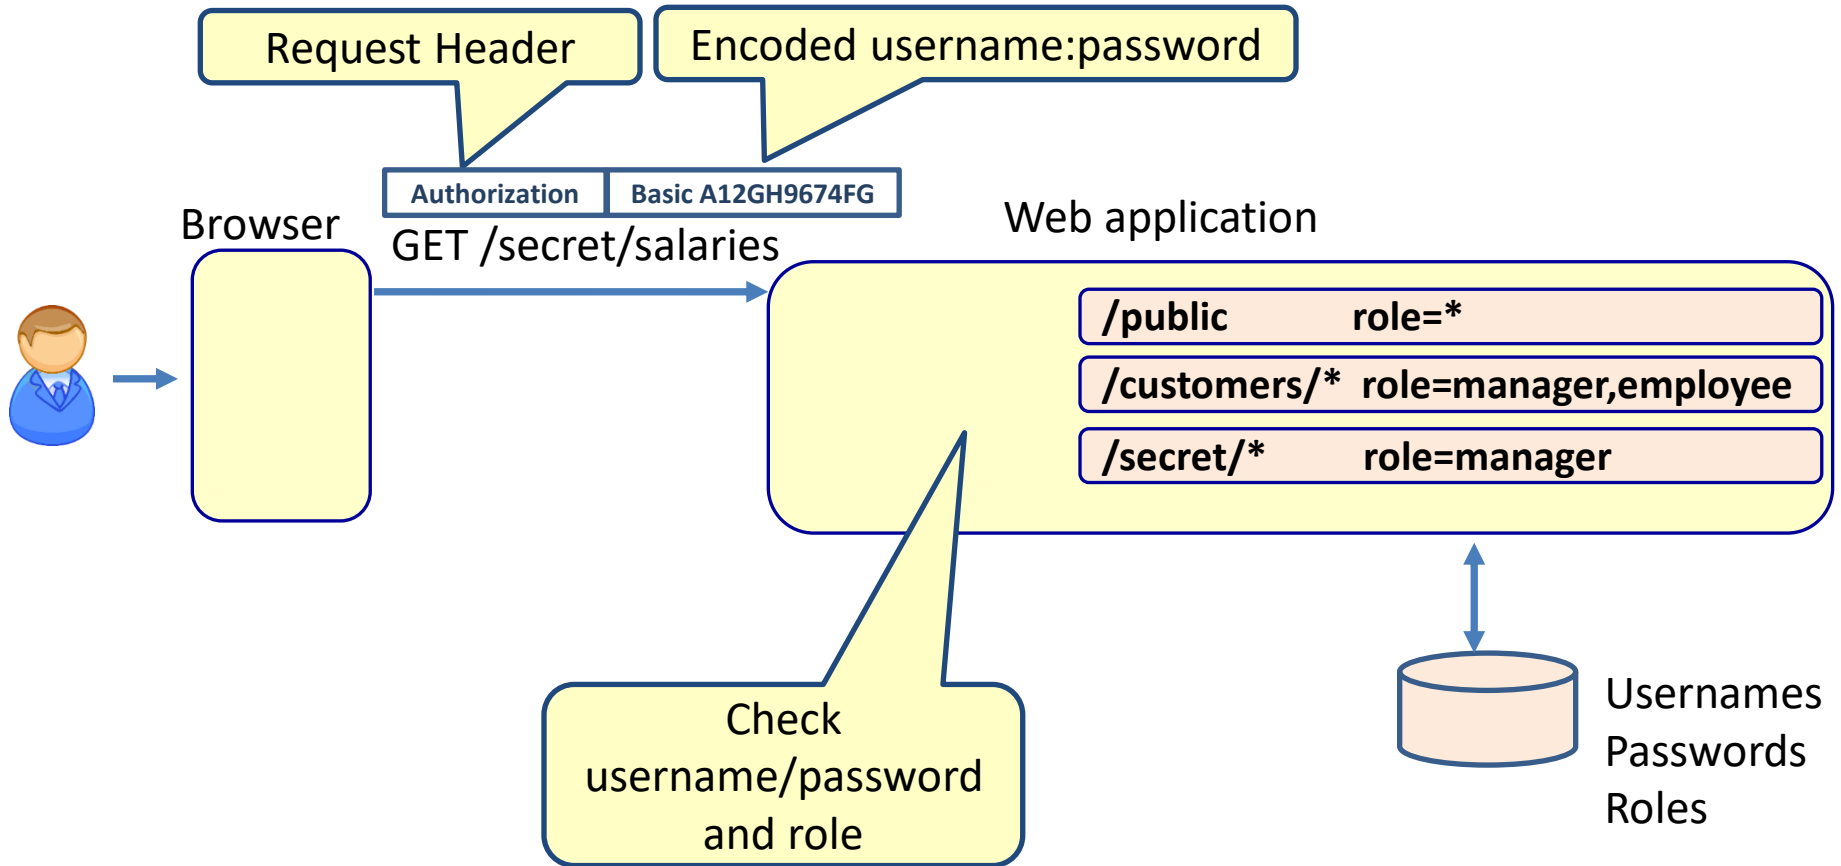 Request Header
Encoded username:password
Authorization
Basic A12GH9674FG
Browser
GET /secret/salaries
Web application
/public role=*
/customers/* role=manager,employee
/secret/* role=manager
Check
username/password
and role
Usernames
Passwords
Roles